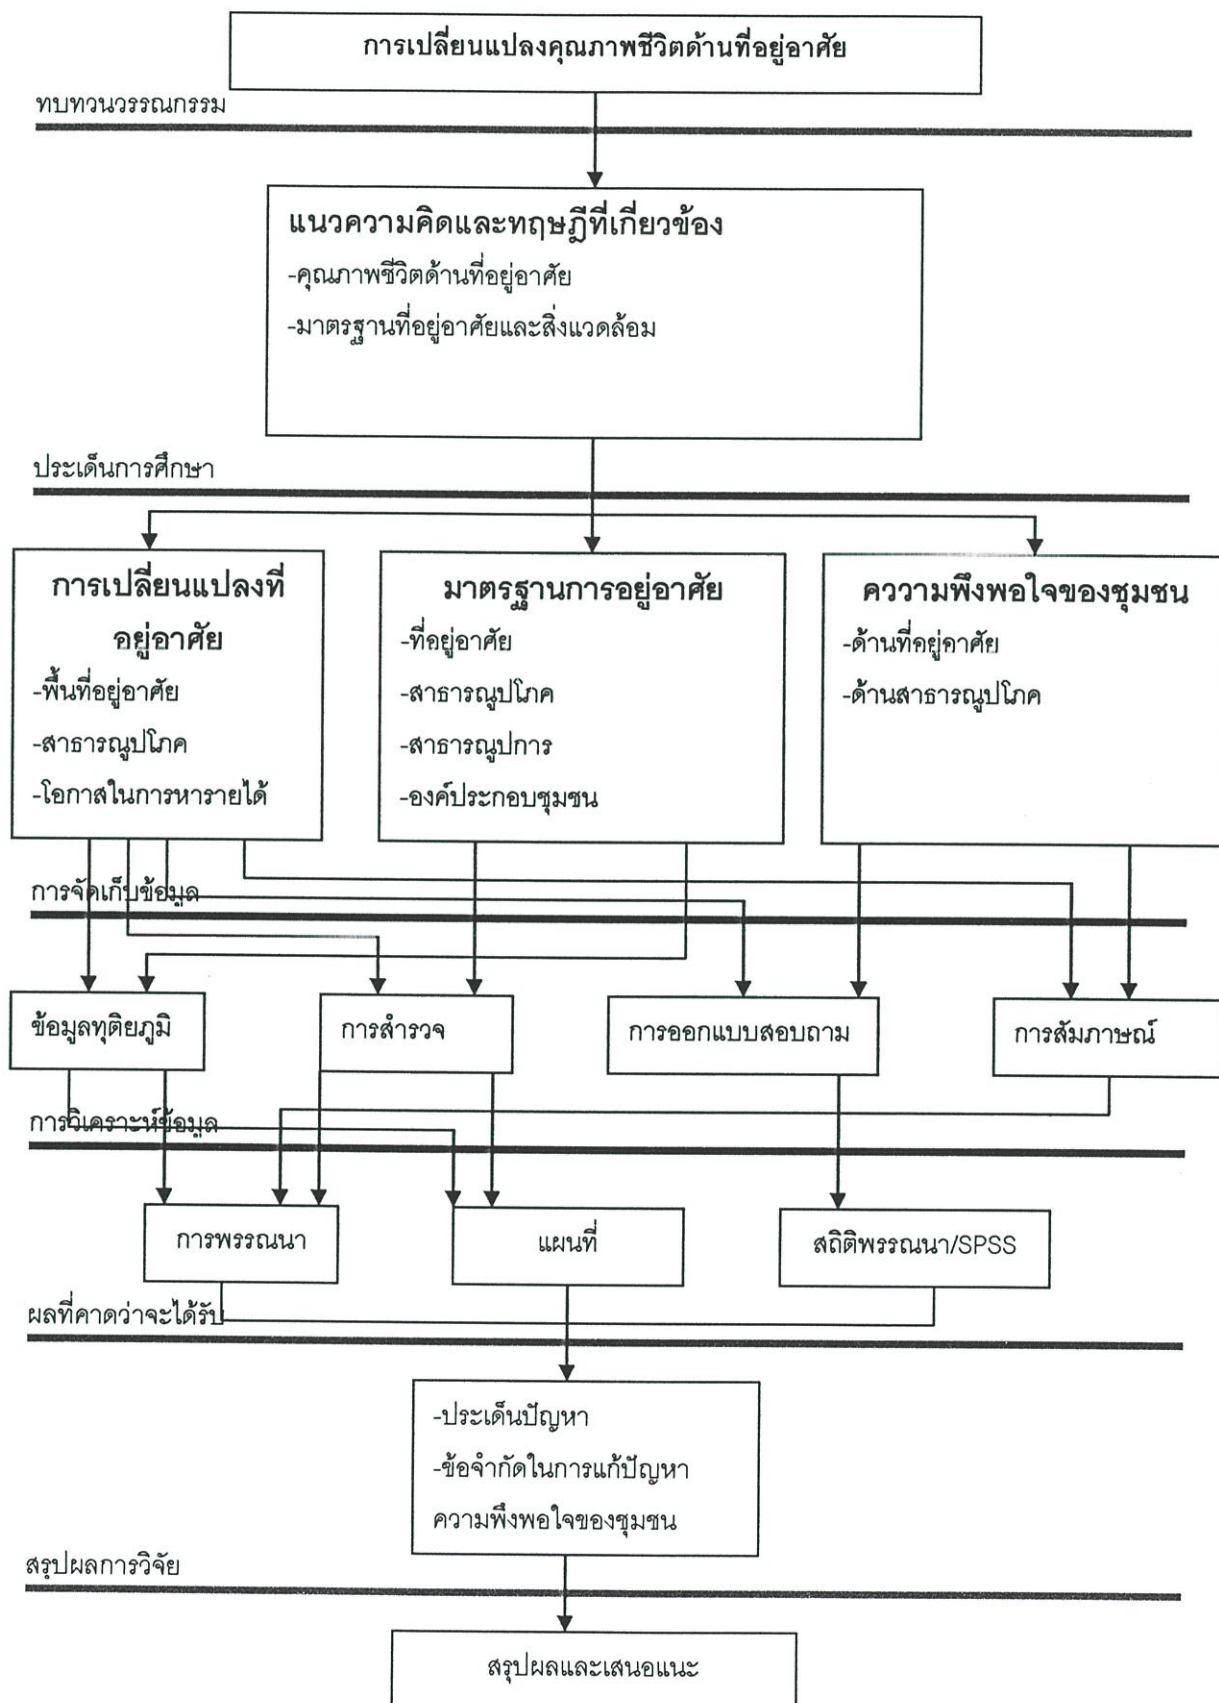 การเปลี่ยนแปลงคุณภาพชีวิตด้านที่อยู่อาศัย
ทบทวนวรรณกรรม
แนวความคิดและทฤษฎีที่เกี่ยวข้อง
-คุณภาพชีวิตด้านที่อยู่อาศัย
-มาตรฐานที่อยู่อาศัยและสิ่งแวดล้อม
ประเด็นการศึกษา
การเปลี่ยนแปลงที่
อยู่อาศัย
-พื้นที่อยู่อาศัย
-สาธารณูปโภค
-โอกาสในการหารายได้
มาตรฐานการอยู่อาศัย
-ที่อยู่อาศัย
-สาธารณูปโภค
-สาธารณูปการ
-องค์ประกอบชุมชน
คววามพึงพอใจของชุมชน
-ด้านที่อยู่อาศัย
-ด้านสาธารณูปโภค
การจัดเก็บข้อมูล
ข้อมูลทุติยภูมิ
การสำรวจ
การออกแบบสอบถาม
การสัมภาษณ์
การวิเคราะห์ข้อมูล
การพรรณนา
แผนที่
สถิติพรรณนา/SPSS
ผลที่คาดว่าจะได้รับ
-ประเด็นปัญหา
-ข้อจำกัดในการแก้ปัญหา
ความพึงพอใจของชุมชน
สรุปผลการวิจัย
สรุปผลและเสนอแนะ